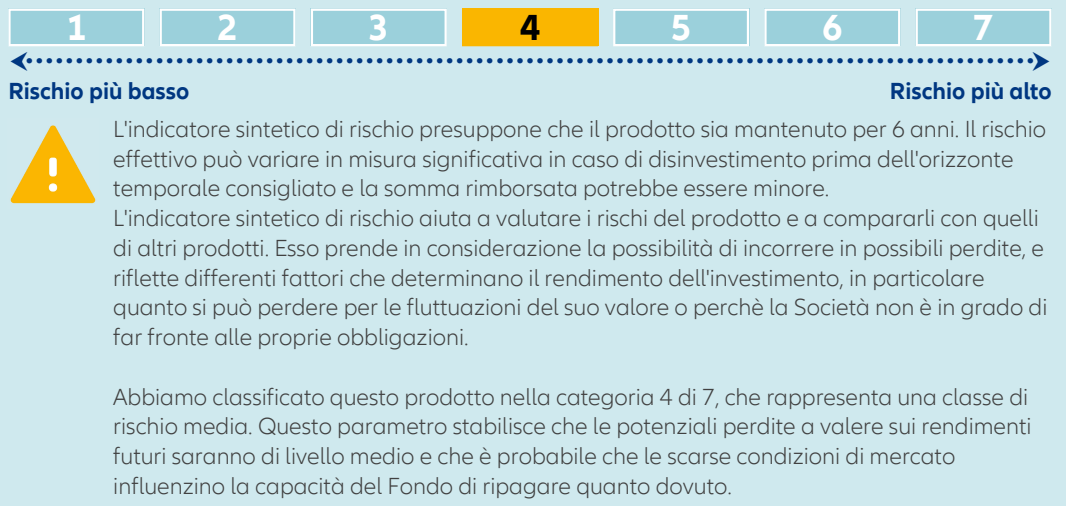 1 2 3 4 5 6 7
Rischio più basso Rischio più alto
L'indicatore sintetico di rischio presuppone che il prodotto sia mantenuto per 6 anni. Il rischio
effettivo può variare in misura significativa in caso di disinvestimento prima dell'orizzonte
temporale consigliato e la somma rimborsata potrebbe essere minore.
L'indicatore sintetico di rischio aiuta a valutare i rischi del prodotto e a compararli con quelli
di altri prodotti. Esso prende in considerazione la possibilità di incorrere in possibili perdite, e
riflette differenti fattori che determinano il rendimento dell'investimento, in particolare
quanto si può perdere per le fluttuazioni del suo valore o perchè la Società non è in grado di
far fronte alle proprie obbligazioni.
Abbiamo classificato questo prodotto nella categoria 4 di 7, che rappresenta una classe di
rischio media. Questo parametro stabilisce che le potenziali perdite a valere sui rendimenti
futuri saranno di livello medio e che è probabile che le scarse condizioni di mercato
influenzino la capacità del Fondo di ripagare quanto dovuto.